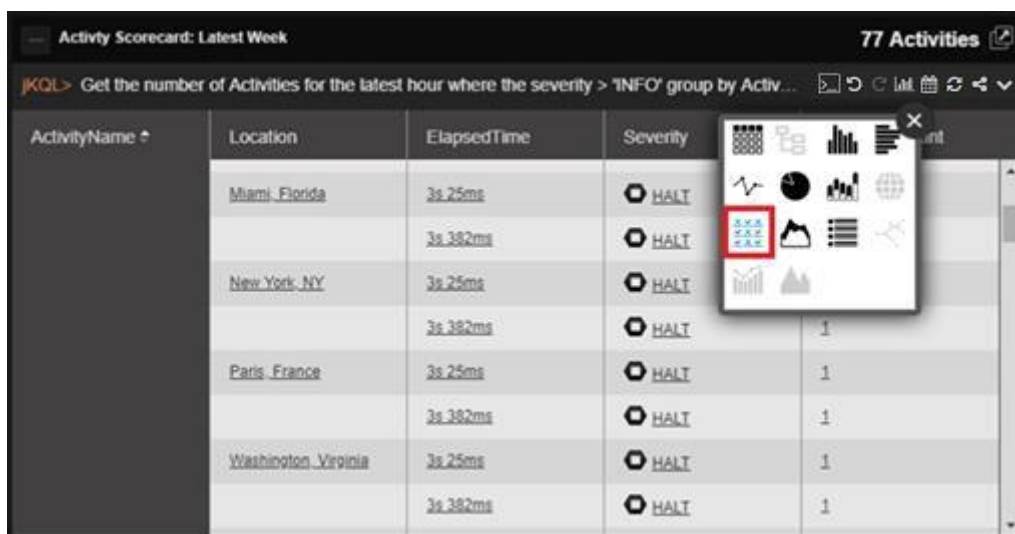 Activty Scorecard: Latest Week 77 Activities
jKQL> Get the number of Activities for the latest hour where the severity > 'INFO' group by Activ...
ActivityName Location ElapsedTime Severity nt
Miami, Florida 3s 25ms HALT
3s 382ms HALT
New York, NY 3s 25ms HALT
3s 382ms HALT 1
Paris, France 3s 25ms HALT 1
3s 382ms HALT 1
Washington, Virginia 3s 25ms HALT 1
3s 382ms HALT 1